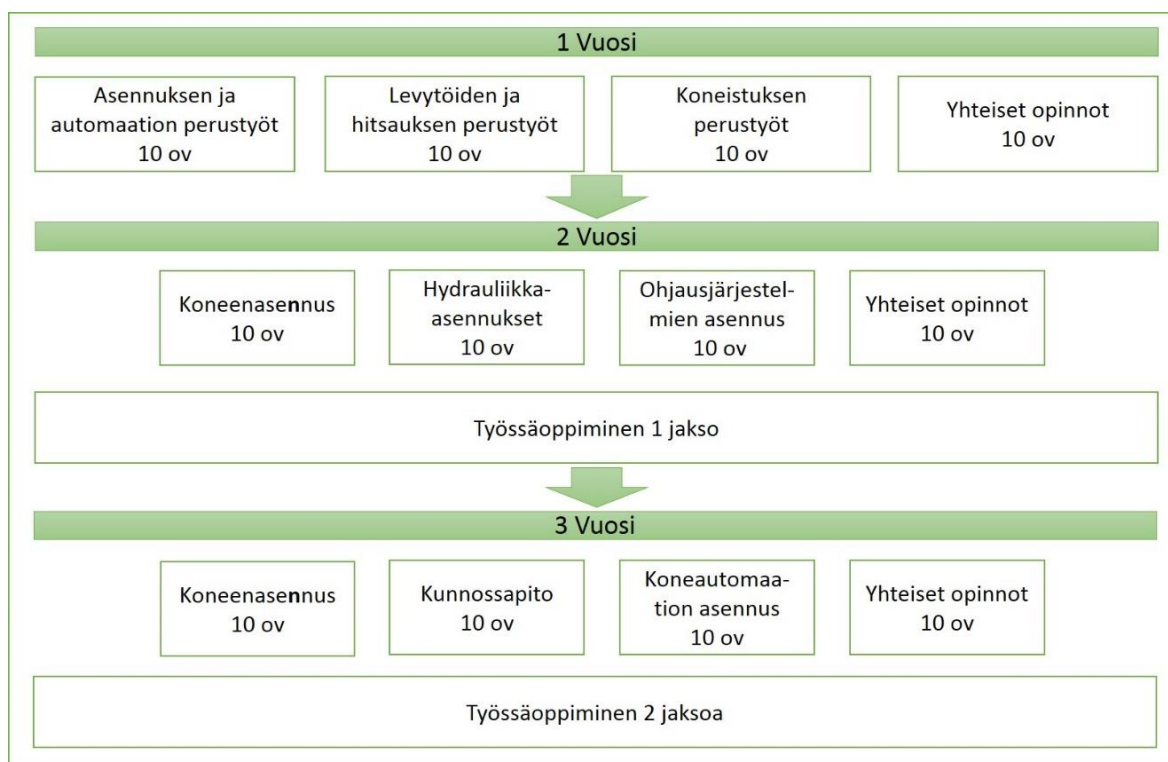 1 Vuosi
Asennuksen ja
automaation perustyöt
10 ov
Levytöiden ja
hitsauksen perustyöt
10 ov
Koneistuksen
perustyöt
10 ov
Yhteiset opinnot
10 ov
2 Vuosi
Koneenasennus
10 ov
Hydrauliikka-
asennukset
10 ov
Ohjausjärjestel-
mien asennus
10 ov
Yhteiset opinnot
10 ov
Työssäoppiminen 1 jakso
3 Vuosi
Koneenasennus
10 ov
Kunnossapito
10 ov
Koneautomaa-
tion asennus
10 ov
Yhteiset opinnot
10 ov
Työssäoppiminen 2 jaksoa